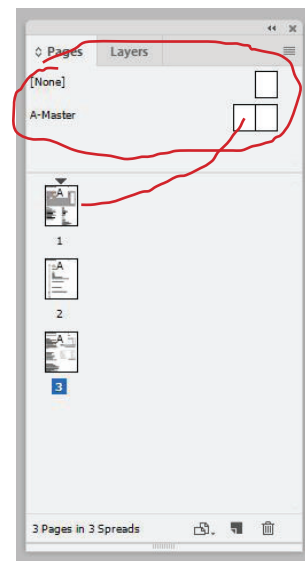 Pages Layers
[None]
A-Master
A
1
A
2
A
3
3 Pages in 3 Spreads